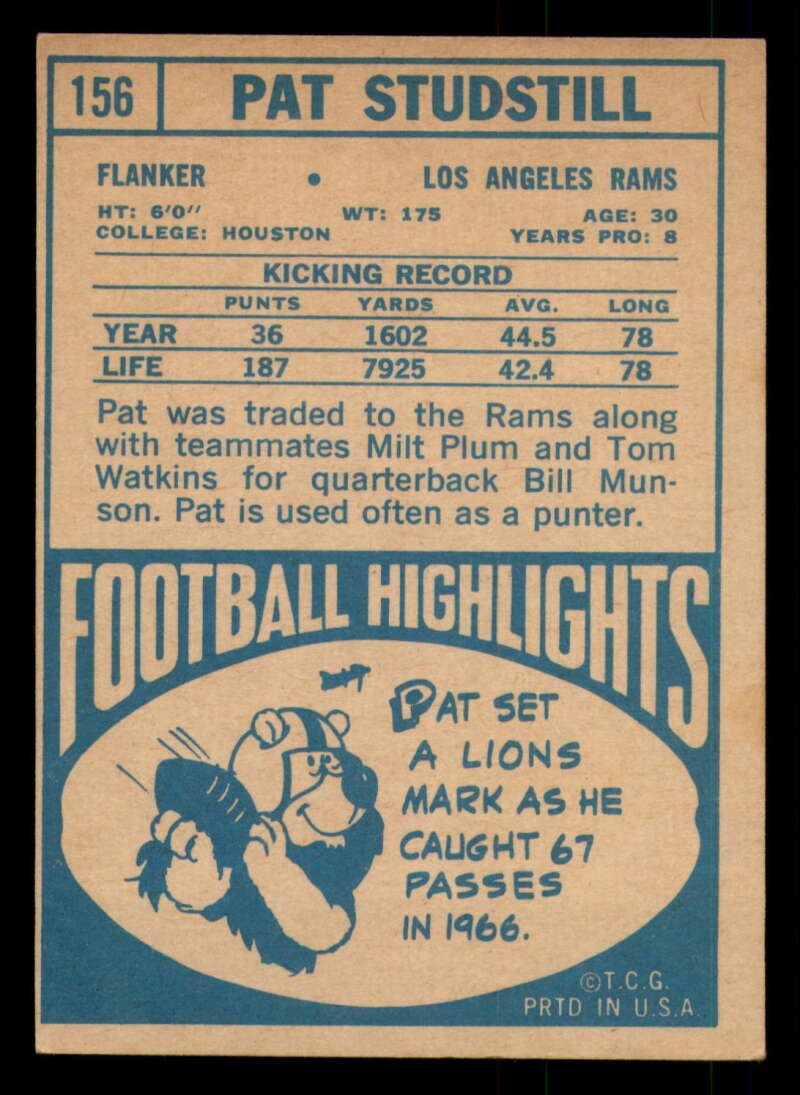 156 PAT STUDSTILL
FLANKER • LOS ANGELES RAMS
HT: 6'0" WT: 175 AGE: 30
COLLEGE: HOUSTON YEARS PRO: 8
KICKING RECORD
PUNTS YARDS AVG. LONG
YEAR 36 1602 44.5 78
LIFE 187 7925 42.4 78
Pat was traded to the Rams along
with teammates Milt Plum and Tom
Watkins for quarterback Bill Mun-
son. Pat is used often as a punter.
FOOTBALL HIGHLIGHTS
PAT SET
A LIONS
MARK AS HE
CAUGHT 67
PASSES
IN 1966.
©T.C.G.
PRTD IN U.S.A.